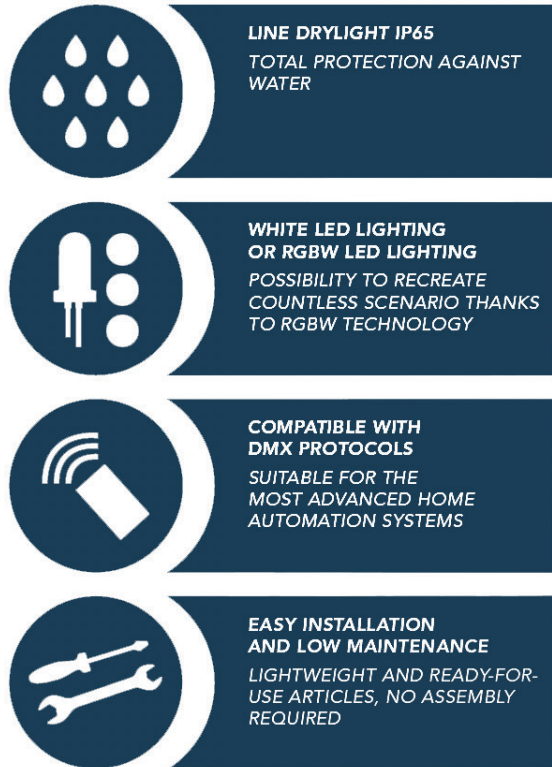 LINE DRYLIGHT IP65
TOTAL PROTECTION AGAINST
WATER
WHITE LED LIGHTING
OR RGBW LED LIGHTING
POSSIBILITY TO RECREATE
COUNTLESS SCENARIO THANKS
TO RGBW TECHNOLOGY
COMPATIBLE WITH
DMX PROTOCOLS
SUITABLE FOR THE
MOST ADVANCED HOME
AUTOMATION SYSTEMS
EASY INSTALLATION
AND LOW MAINTENANCE
LIGHTWEIGHT AND READY-FOR-
USE ARTICLES, NO ASSEMBLY
REQUIRED